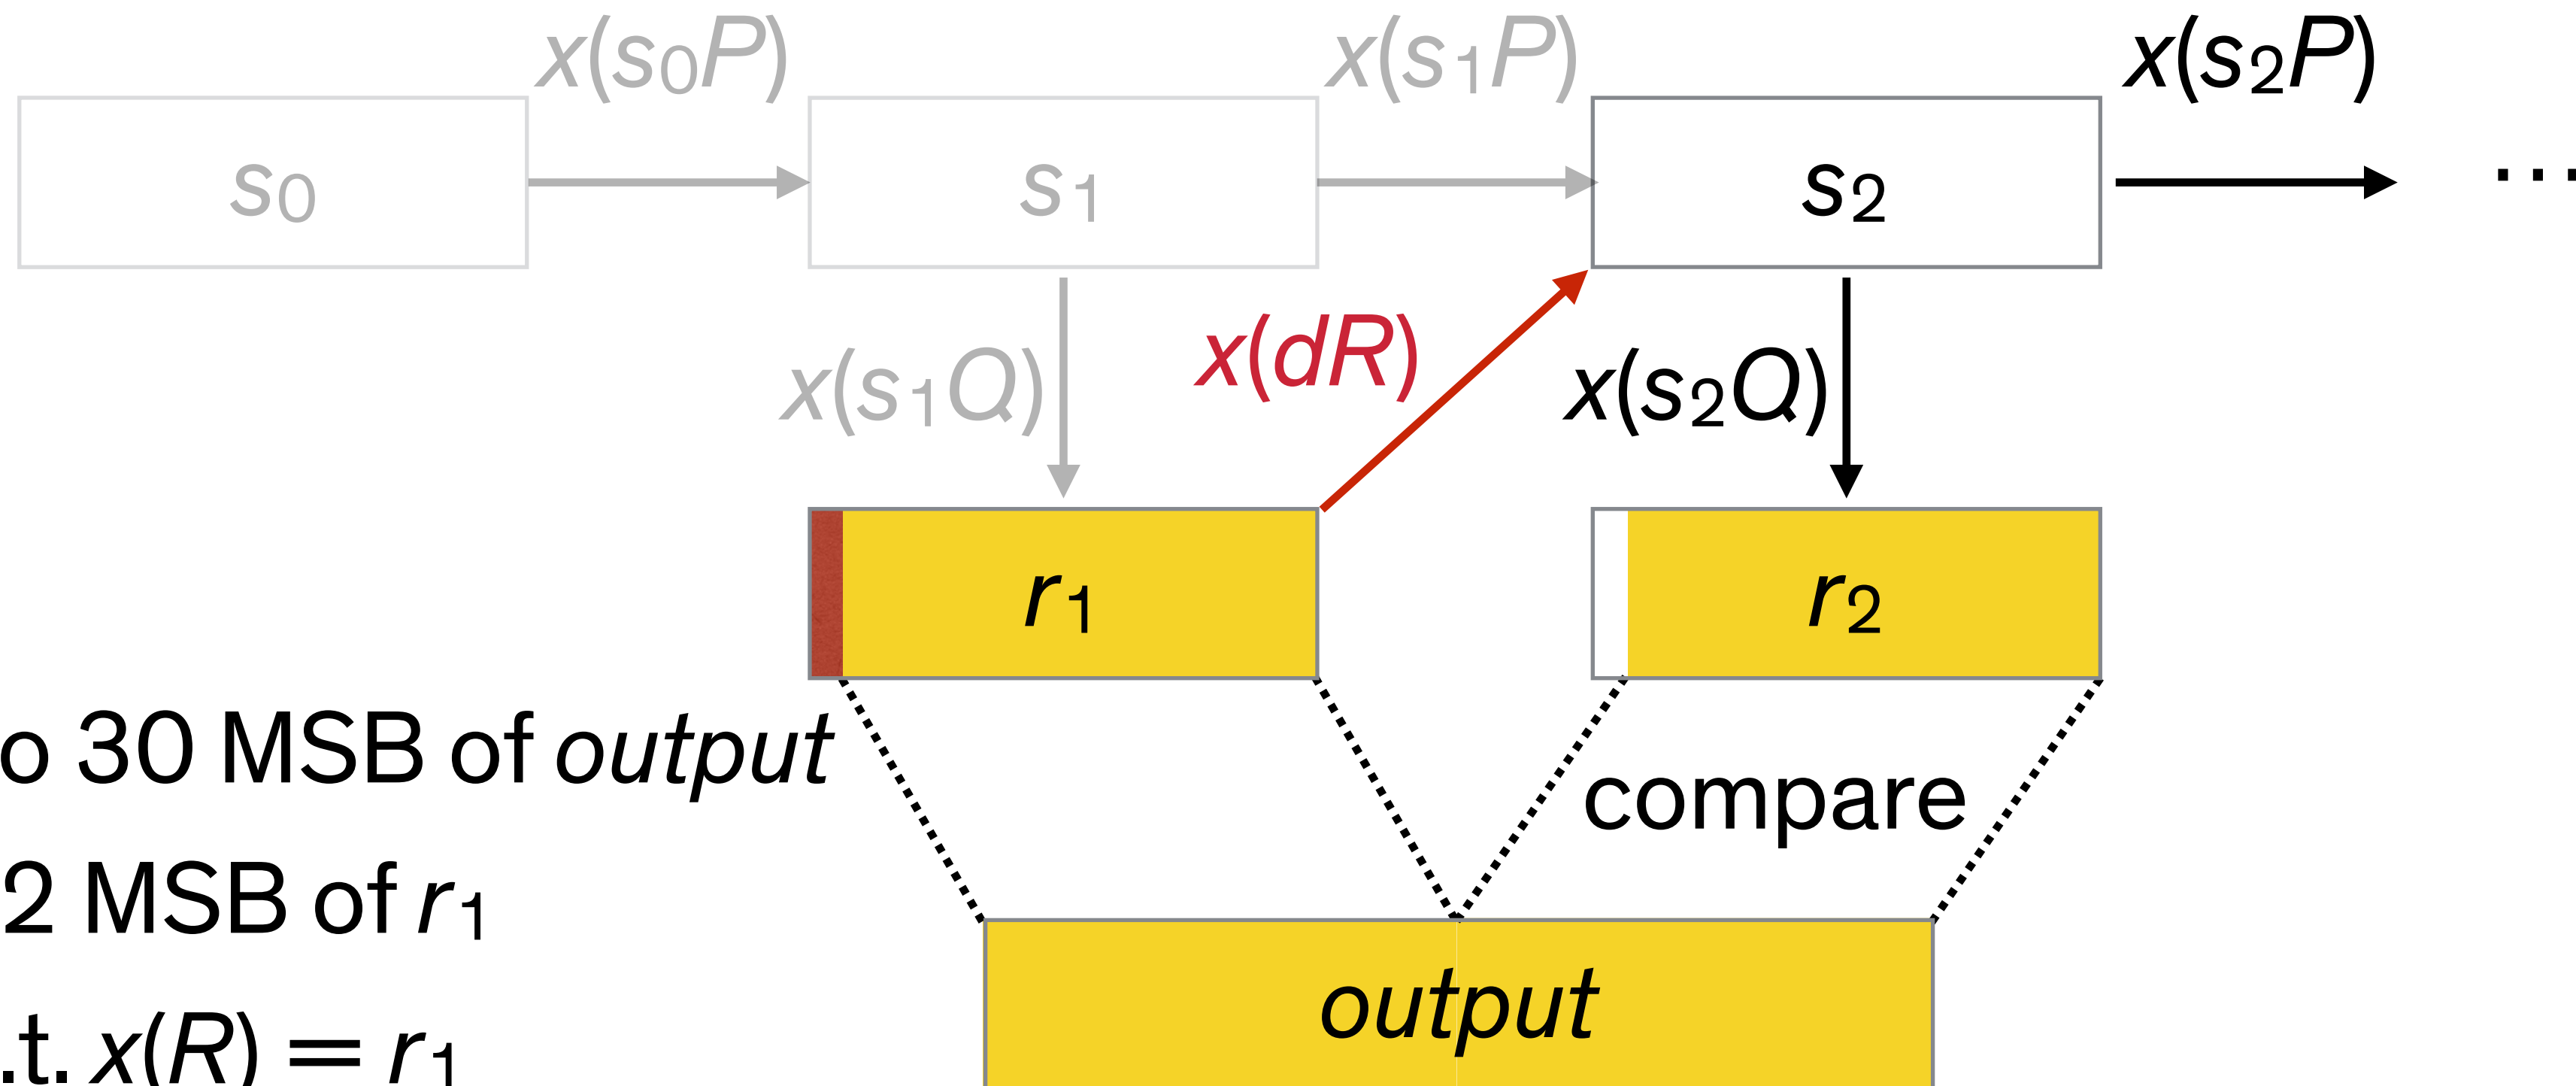 x(s₀P) x(s₁P) x(s₂P)
s₀ s₁ s₂ ...
x(s₁Q) x(dR) x(s₂Q)
r₁ r₂
o 30 MSB of output
compare
2 MSB of r₁
output
.t. x(R) = r₁